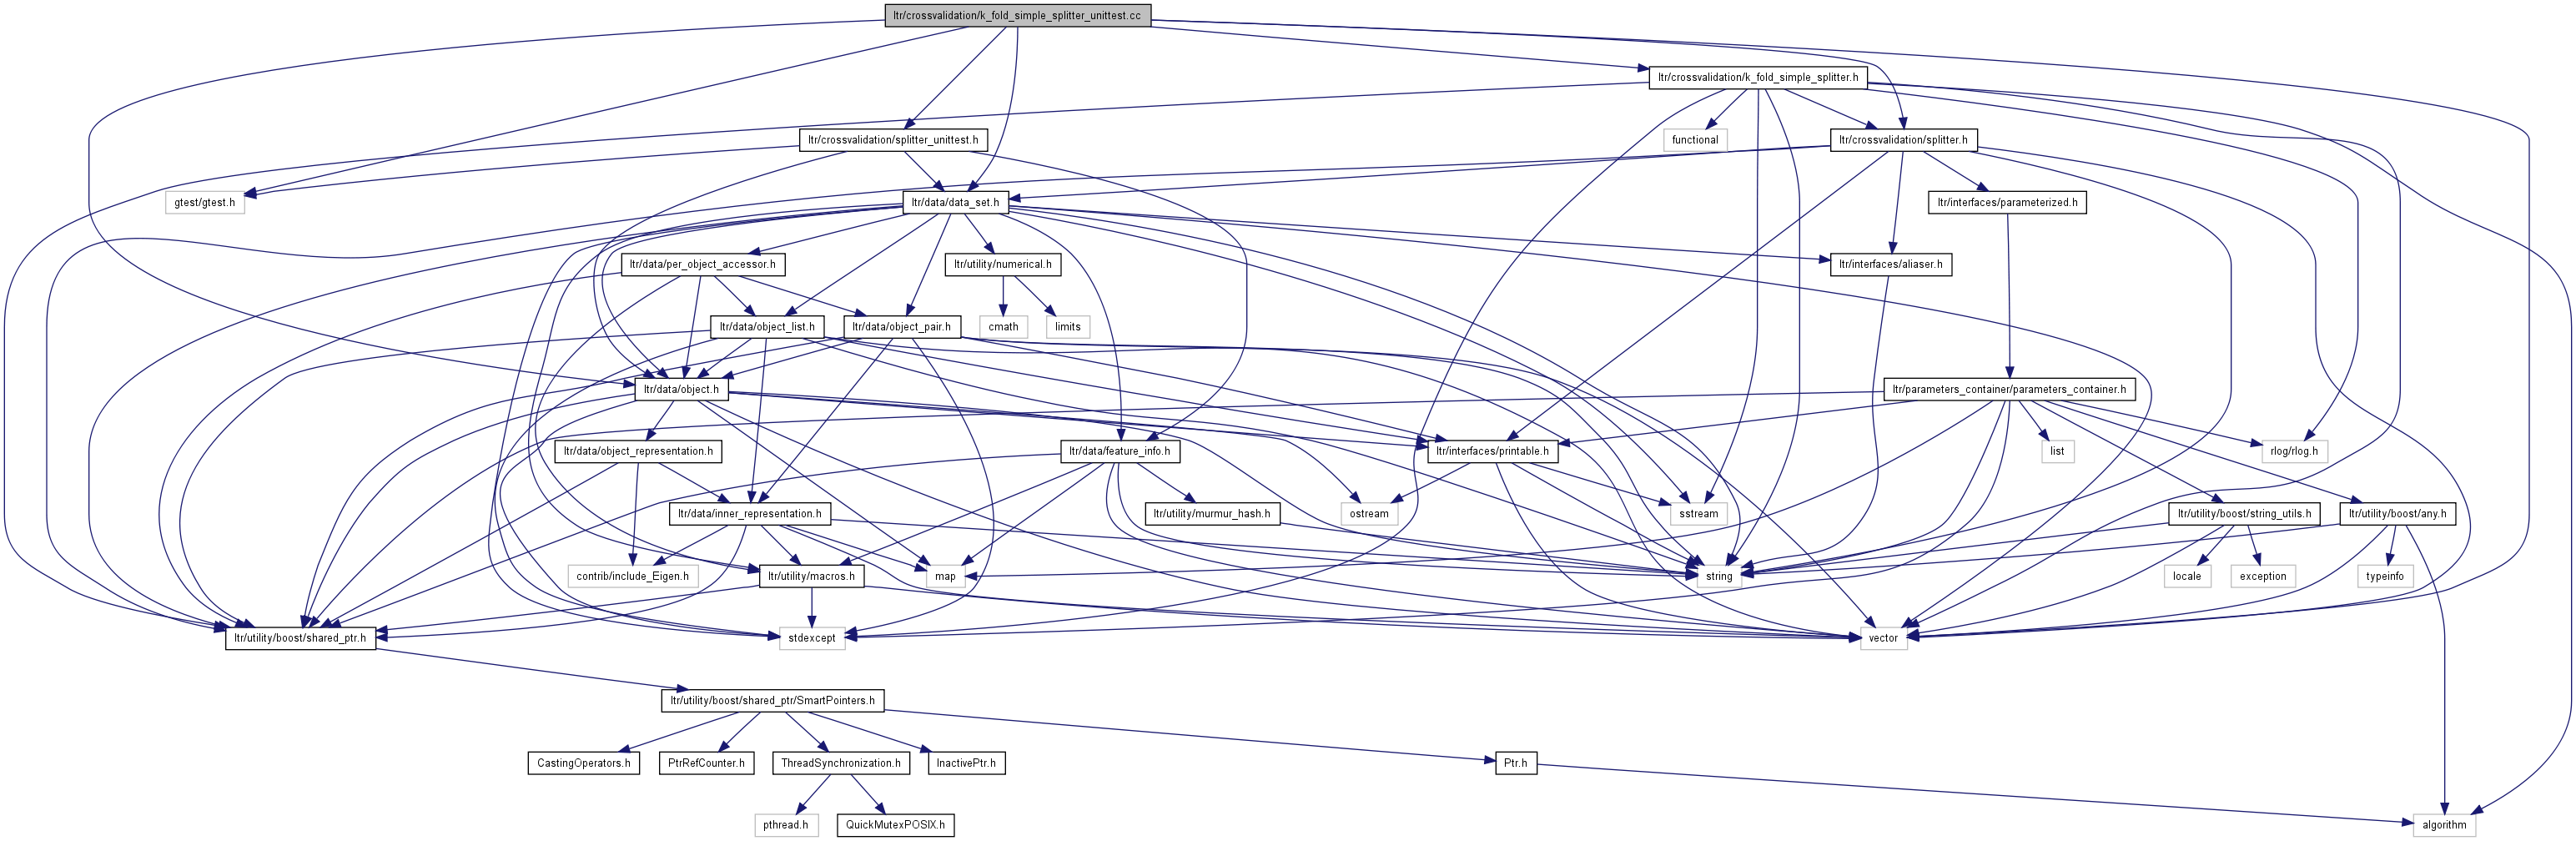 ltr/crossvalidation/k_fold_simple_splitter_unittest.cc
ltr/crossvalidation/k_fold_simple_splitter.h
ltr/crossvalidation/splitter_unittest.h
functional
ltr/crossvalidation/splitter.h
gtest/gtest.h
ltr/data/data_set.h
ltr/interfaces/parameterized.h
ltr/data/per_object_accessor.h
ltr/utility/numerical.h
ltr/interfaces/aliaser.h
ltr/data/object_list.h
ltr/data/object_pair.h
cmath
limits
ltr/data/object.h
ltr/parameters_container/parameters_container.h
ltr/data/object_representation.h
ltr/data/feature_info.h
ltr/interfaces/printable.h
list
rlog/rlog.h
ltr/data/inner_representation.h
ltr/utility/murmur_hash.h
ostream
sstream
ltr/utility/boost/string_utils.h
ltr/utility/boost/any.h
contrib/include_Eigen.h
ltr/utility/macros.h
map
string
locale
exception
typeinfo
ltr/utility/boost/shared_ptr.h
stdexcept
vector
ltr/utility/boost/shared_ptr/SmartPointers.h
CastingOperators.h
PtrRefCounter.h
ThreadSynchronization.h
InactivePtr.h
Ptr.h
pthread.h
QuickMutexPOSIX.h
algorithm